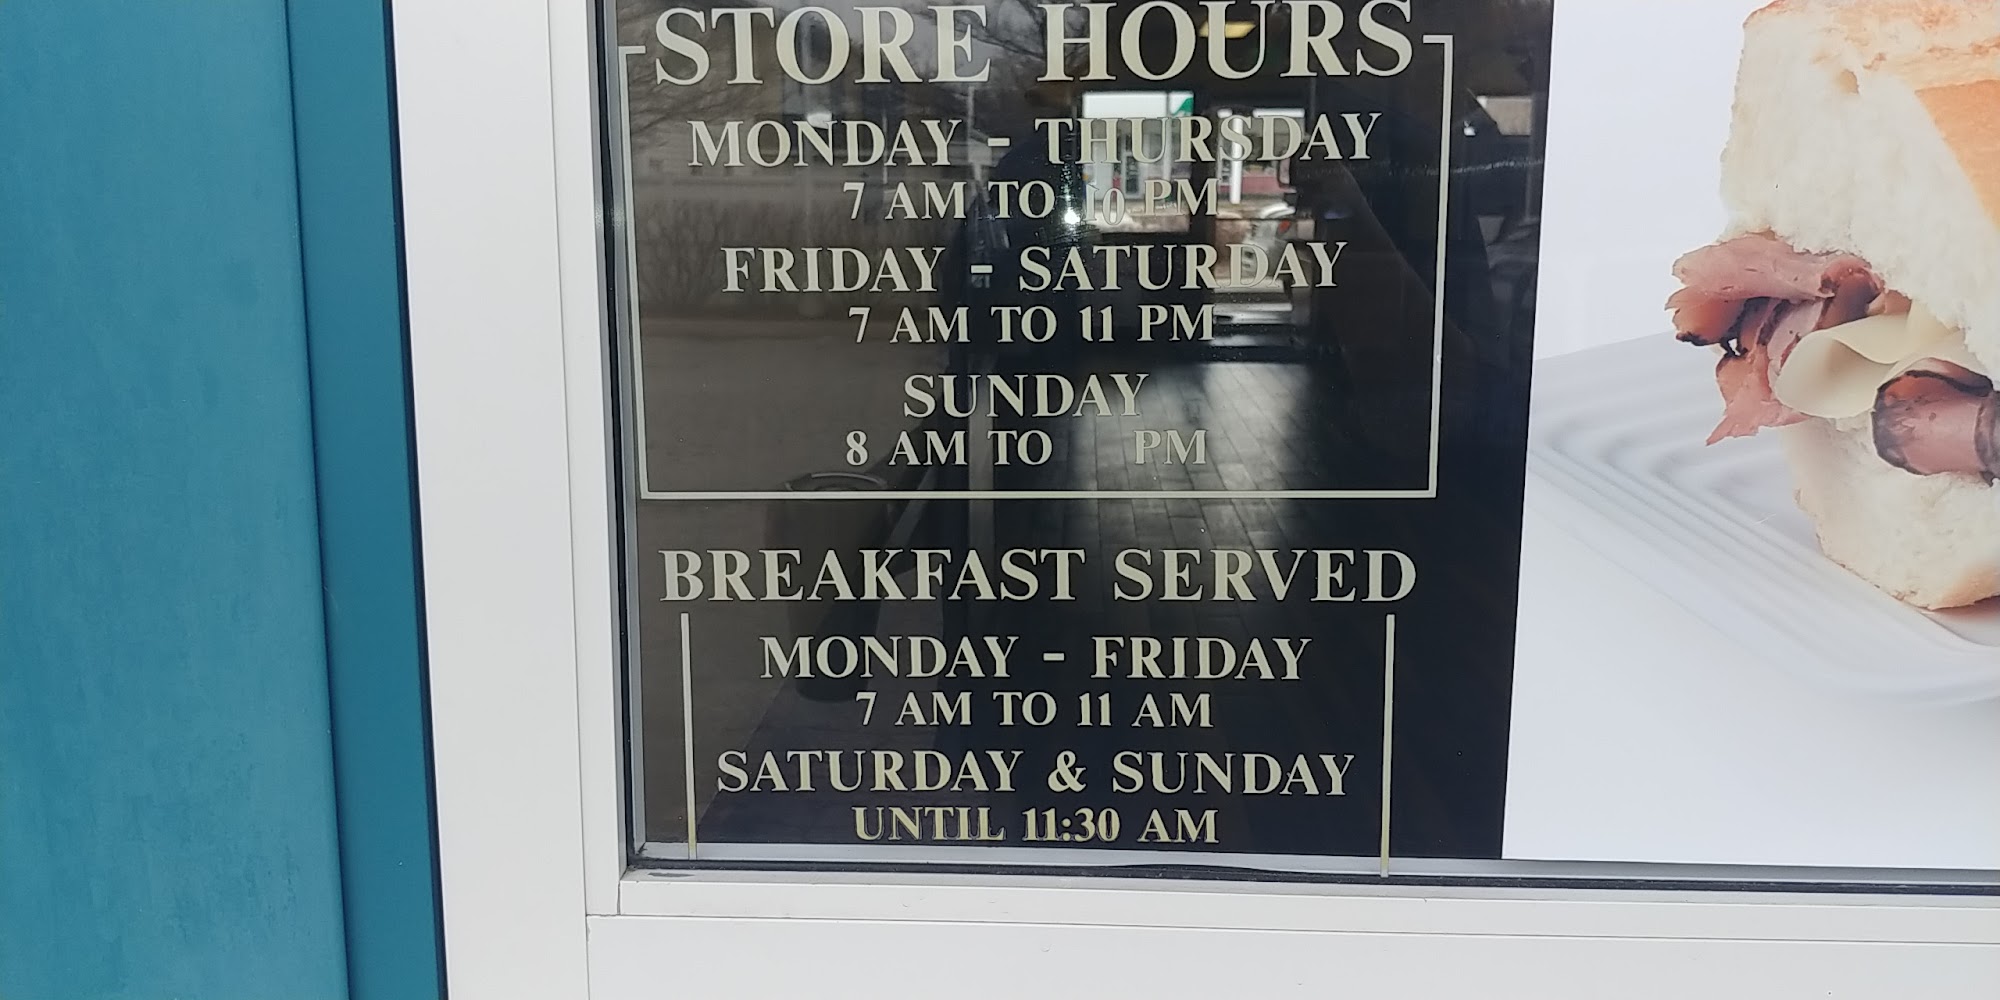 STORE HOURS
MONDAY - THURSDAY
7 AM TO 10 PM
FRIDAY - SATURDAY
7 AM TO 11 PM
SUNDAY
8 AM TO PM
BREAKFAST SERVED
MONDAY - FRIDAY
7 AM TO 11 AM
SATURDAY & SUNDAY
UNTIL 11:30 AM